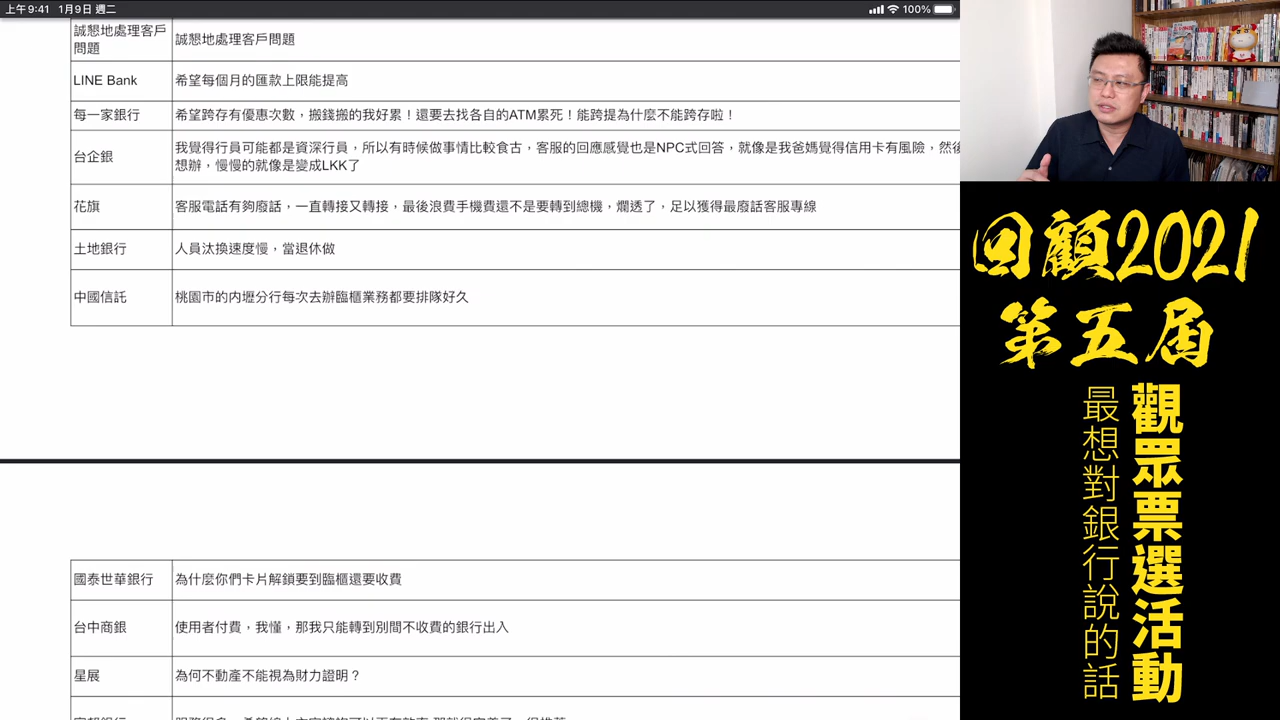 上午9:41 1月9日 週二
100%
誠懇地處理客戶
問題
誠懇地處理客戶問題
LINE Bank
希望每個月的匯款上限能提高
每一家銀行
希望跨存有優惠次數，搬錢搬的我好累！還要去找各自的ATM累死！能跨提為什麼不能跨存啦！
台企銀
我覺得行員可能都是資深行員，所以有時候做事情比較食古，客服的回應感覺也是NPC式回答，就像是我爸媽覺得信用卡有風險，然後
想辦，慢慢的就像是變成LKK了
花旗
客服電話有夠廢話，一直轉接又轉接，最後浪費手機費還不是要轉到總機，爛透了，足以獲得最廢話客服專線
土地銀行
人員汰換速度慢，當退休做
中國信託
桃園市的內壢分行每次去辦臨櫃業務都要排隊好久
國泰世華銀行
為什麼你們卡片解鎖要到臨櫃還要收費
台中商銀
使用者付費，我懂，那我只能轉到別間不收費的銀行出入
星展
為何不動產不能視為財力證明？
回顧2021
第五屆
觀眾票選活動
最想對銀行說的話